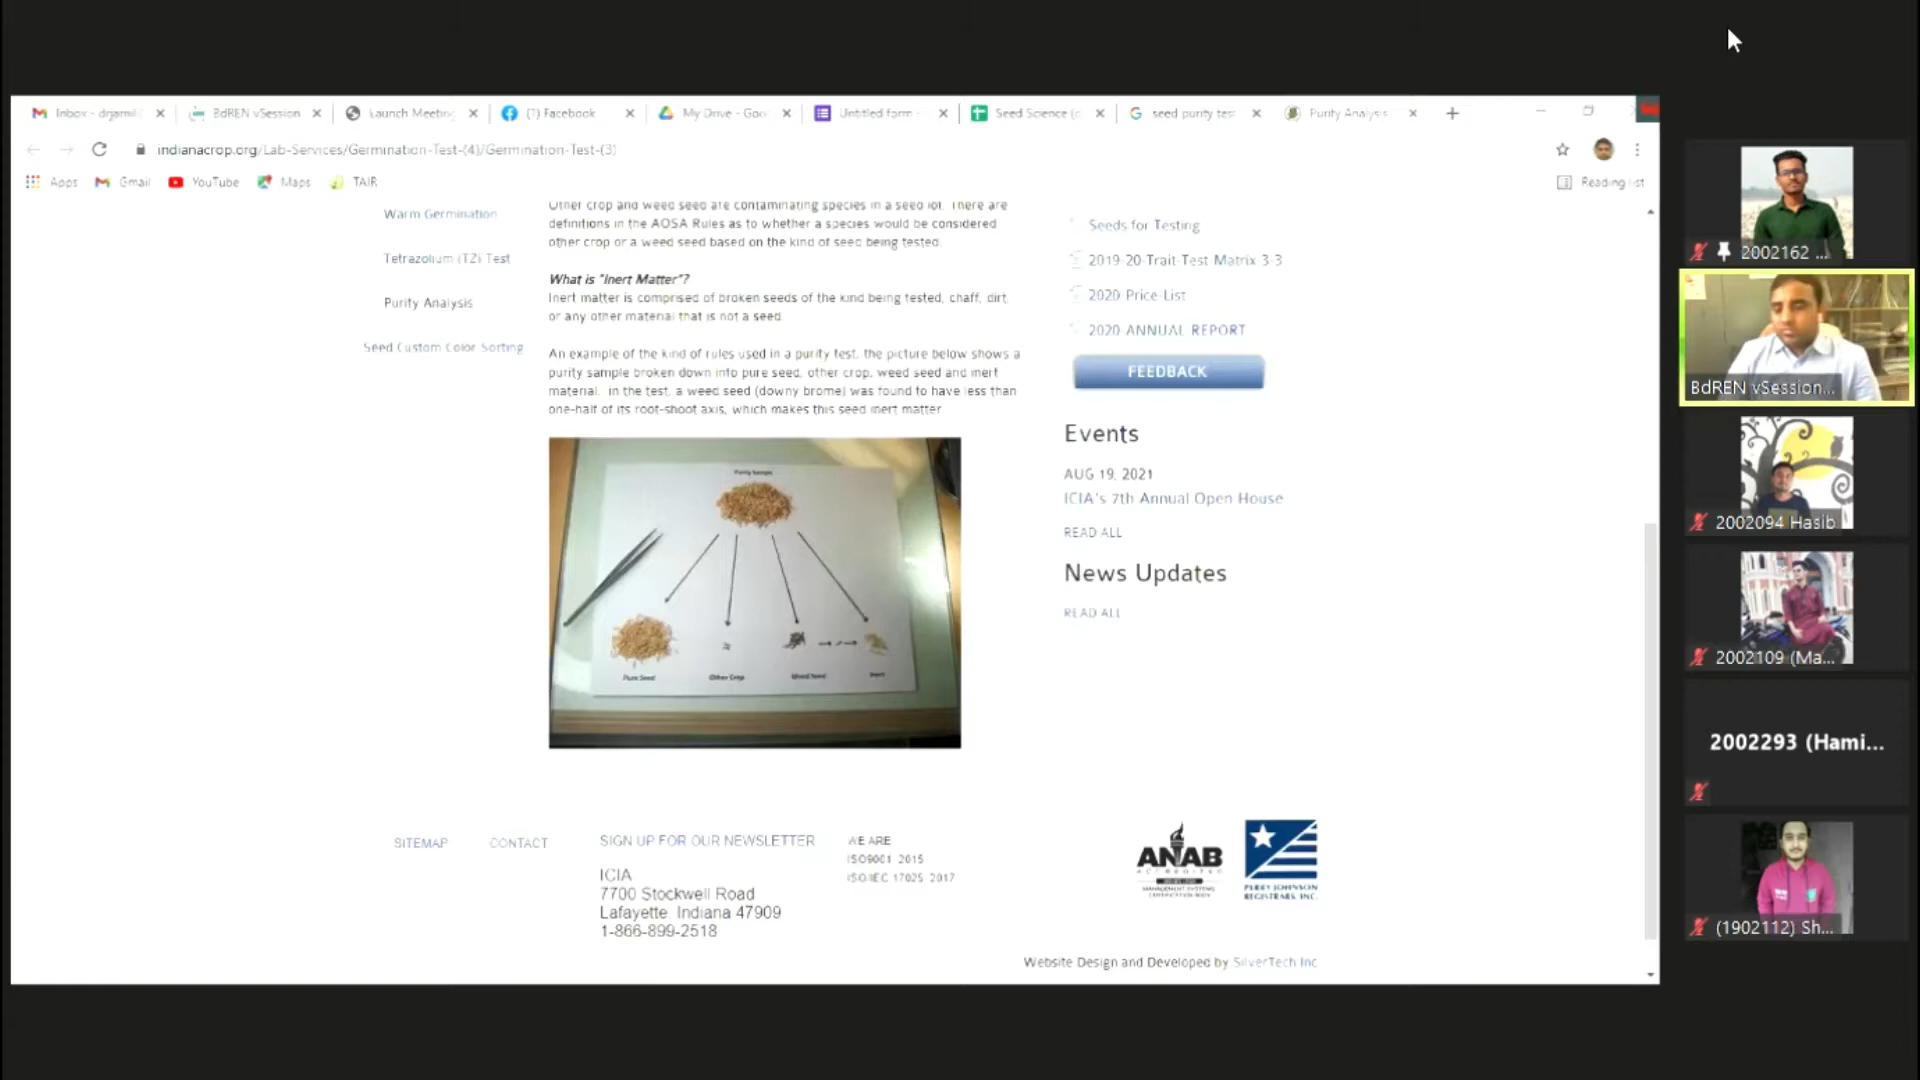 Inbox - drjamil
BdREN vSession
Launch Meeting
(1) Facebook
My Drive - Goo
Untitled form -
Seed Science (c
seed purity tes
Purity Analysis
indianacrop.org/Lab-Services/Germination-Test-(4)/Germination-Test-(3)
Apps
Gmail
YouTube
Maps
TAIR
Reading list
Warm Germination
Tetrazolium (TZ) Test
Purity Analysis
Seed Custom Color Sorting
Other crop and weed seed are contaminating species in a seed lot. There are
definitions in the AOSA Rules as to whether a species would be considered
other crop or a weed seed based on the kind of seed being tested.
What is "Inert Matter"?
Inert matter is comprised of broken seeds of the kind being tested, chaff, dirt,
or any other material that is not a seed
An example of the kind of rules used in a purity test, the picture below shows a
purity sample broken down into pure seed, other crop, weed seed and inert
material. in the test, a weed seed (downy brome) was found to have less than
one-half of its root-shoot axis, which makes this seed inert matter
Purity Sample
Pure Seed
Other Crop
Weed Seed
Inert
Seeds for Testing
2019-20-Trait-Test Matrix 3-3
2020 Price-List
2020 ANNUAL REPORT
FEEDBACK
Events
AUG 19, 2021
ICIA's 7th Annual Open House
READ ALL
News Updates
READ ALL
SITEMAP
CONTACT
SIGN UP FOR OUR NEWSLETTER
ICIA
7700 Stockwell Road
Lafayette, Indiana 47909
1-866-899-2518
WE ARE
ISO9001 2015
ISO/IEC 17025 2017
ANAB
ACCREDITED
MANAGEMENT SYSTEMS
CERTIFICATION BODY
PERRY JOHNSON
REGISTRARS, INC.
Website Design and Developed by SilverTech Inc
2002162 ...
BdREN vSession...
2002094 Hasib
2002109 (Ma...
2002293 (Hami...
(1902112) Sh...